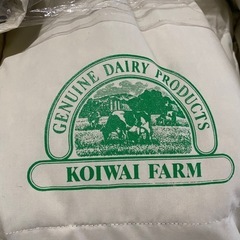 GENUINE DAIRY PRODUCTS
KOIWAI FARM